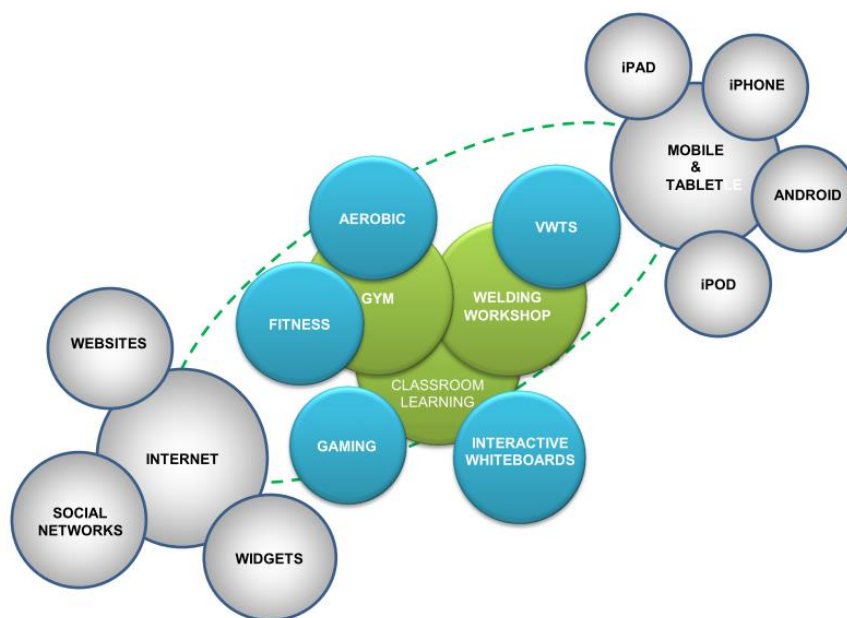 iPAD
iPHONE
MOBILE
&
TABLETLE
ANDROID
iPOD
AEROBIC
VWTS
GYM
WELDING
WORKSHOP
FITNESS
CLASSROOM
LEARNING
GAMING
INTERACTIVE
WHITEBOARDS
WEBSITES
INTERNET
SOCIAL
NETWORKS
WIDGETS